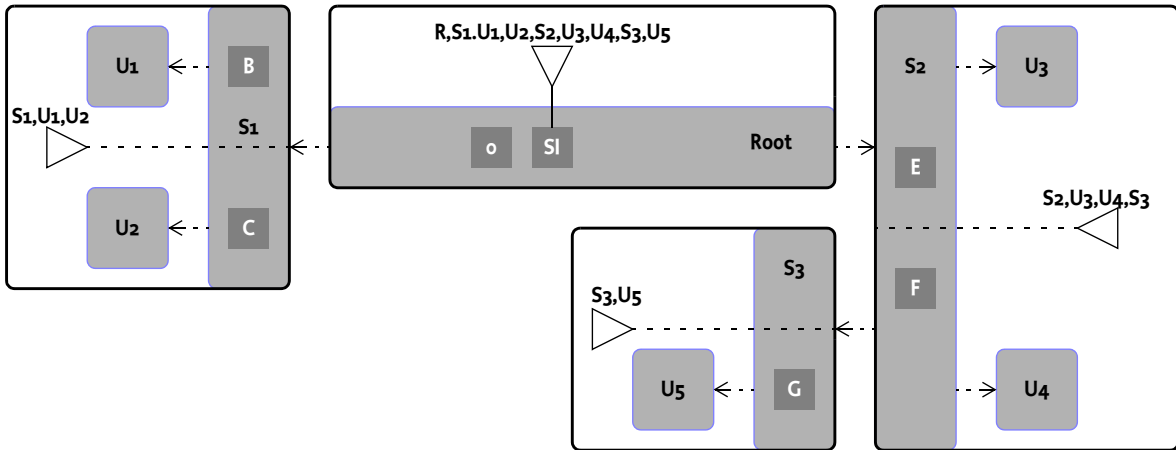 R,S1.U1,U2,S2,U3,U4,S3,U5
U1
B
S1,U1,U2
S1
U2
C
o
SI
Root
S2
U3
E
S2,U3,U4,S3
F
U4
S3
S3,U5
U5
G